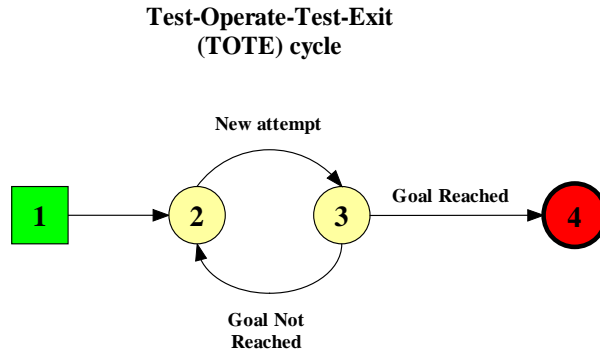 Test-Operate-Test-Exit
(TOTE) cycle
New attempt
1
2
3
Goal Reached
4
Goal Not
Reached